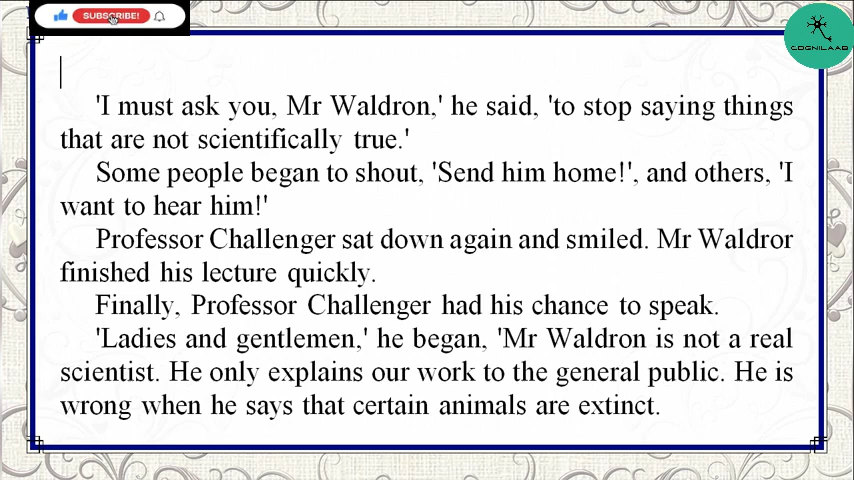 SUBSCRIBE!
COGNILAAB
'I must ask you, Mr Waldron,' he said, 'to stop saying things
that are not scientifically true.'
Some people began to shout, 'Send him home!', and others, 'I
want to hear him!'
Professor Challenger sat down again and smiled. Mr Waldror
finished his lecture quickly.
Finally, Professor Challenger had his chance to speak.
'Ladies and gentlemen,' he began, 'Mr Waldron is not a real
scientist. He only explains our work to the general public. He is
wrong when he says that certain animals are extinct.